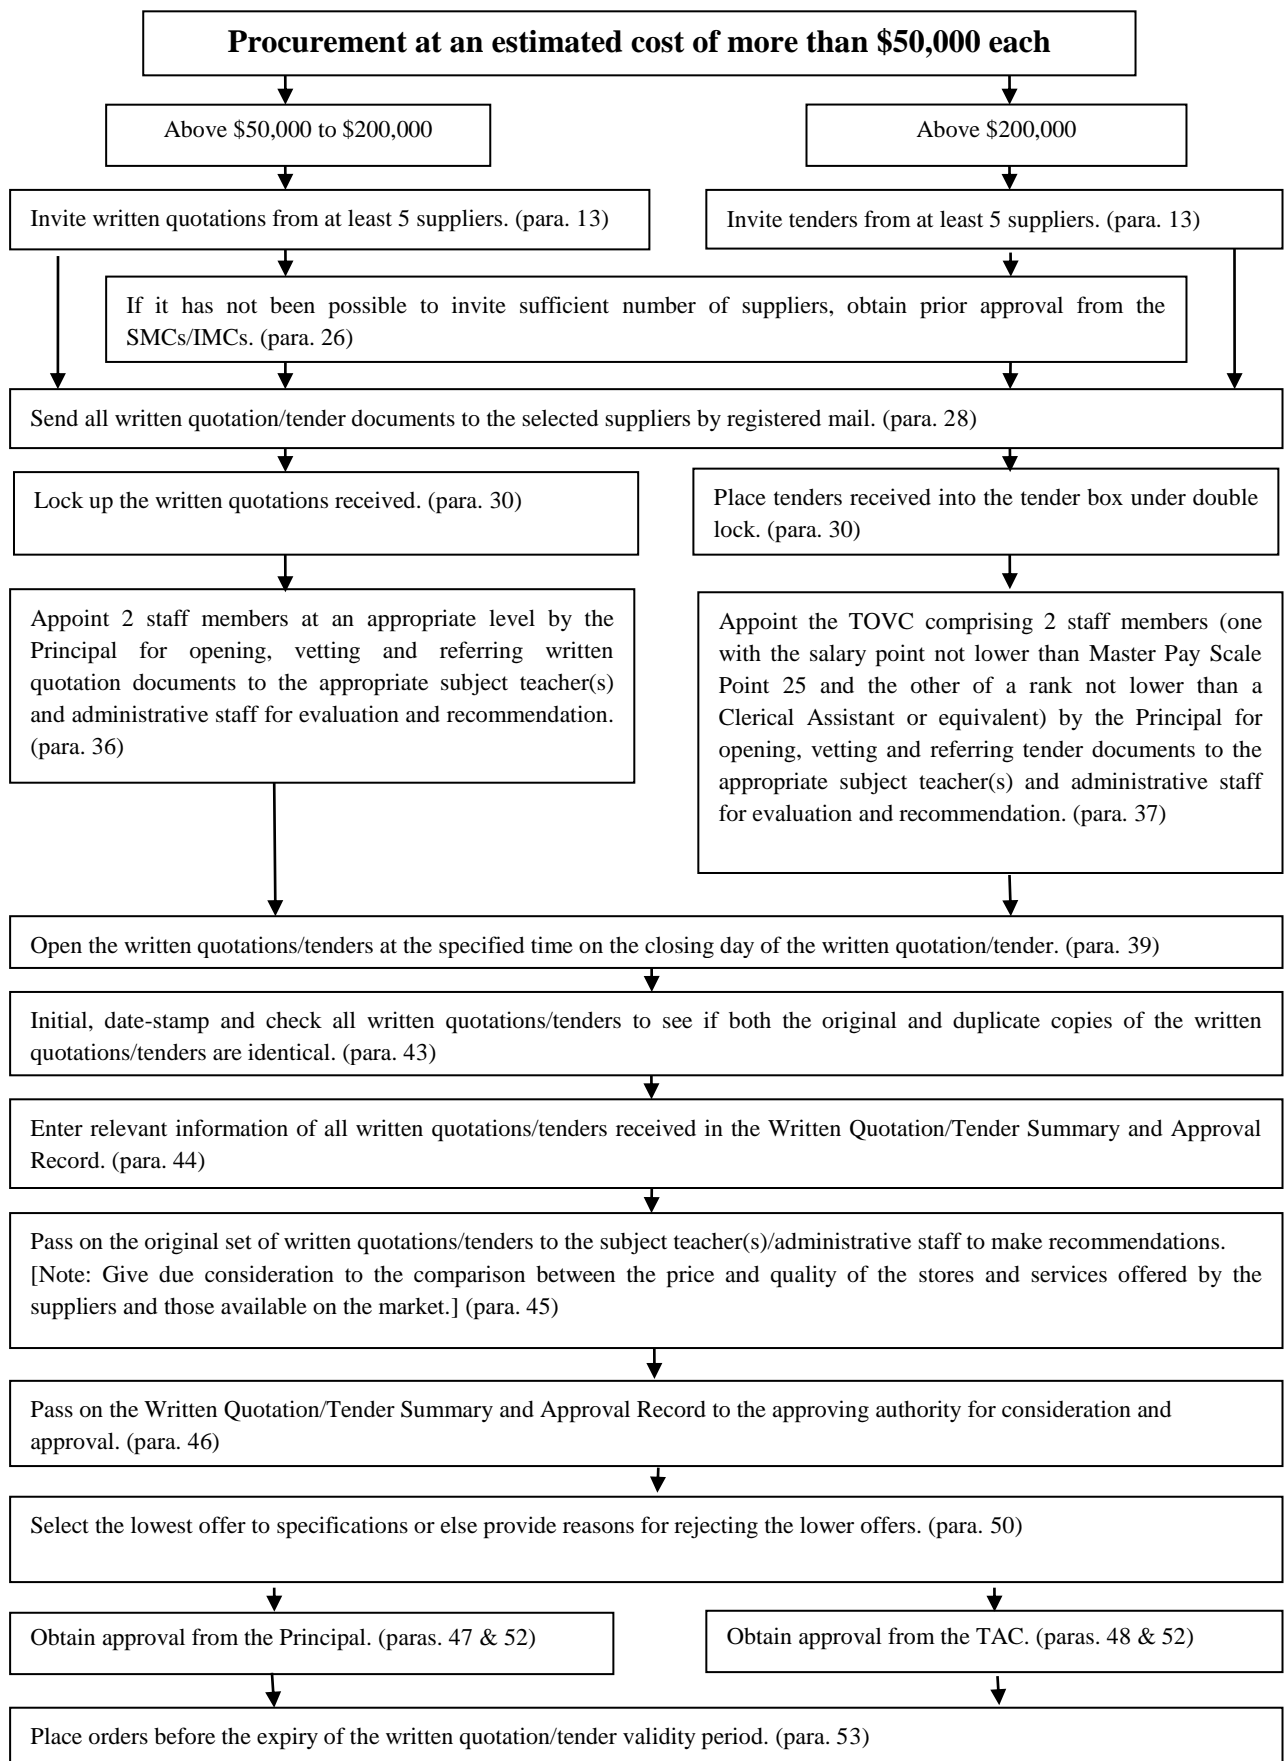 Procurement at an estimated cost of more than $50,000 each
Above $50,000 to $200,000
Above $200,000
Invite written quotations from at least 5 suppliers. (para. 13)
Invite tenders from at least 5 suppliers. (para. 13)
If it has not been possible to invite sufficient number of suppliers, obtain prior approval from the
SMCs/IMCs. (para. 26)
Send all written quotation/tender documents to the selected suppliers by registered mail. (para. 28)
Lock up the written quotations received. (para. 30)
Place tenders received into the tender box under double
lock. (para. 30)
Appoint 2 staff members at an appropriate level by the
Principal for opening, vetting and referring written
quotation documents to the appropriate subject teacher(s)
and administrative staff for evaluation and recommendation.
(para. 36)
Appoint the TOVC comprising 2 staff members (one
with the salary point not lower than Master Pay Scale
Point 25 and the other of a rank not lower than a
Clerical Assistant or equivalent) by the Principal for
opening, vetting and referring tender documents to the
appropriate subject teacher(s) and administrative staff
for evaluation and recommendation. (para. 37)
Open the written quotations/tenders at the specified time on the closing day of the written quotation/tender. (para. 39)
Initial, date-stamp and check all written quotations/tenders to see if both the original and duplicate copies of the written
quotations/tenders are identical. (para. 43)
Enter relevant information of all written quotations/tenders received in the Written Quotation/Tender Summary and Approval
Record. (para. 44)
Pass on the original set of written quotations/tenders to the subject teacher(s)/administrative staff to make recommendations.
[Note: Give due consideration to the comparison between the price and quality of the stores and services offered by the
suppliers and those available on the market.] (para. 45)
Pass on the Written Quotation/Tender Summary and Approval Record to the approving authority for consideration and
approval. (para. 46)
Select the lowest offer to specifications or else provide reasons for rejecting the lower offers. (para. 50)
Obtain approval from the Principal. (paras. 47 & 52)
Obtain approval from the TAC. (paras. 48 & 52)
Place orders before the expiry of the written quotation/tender validity period. (para. 53)